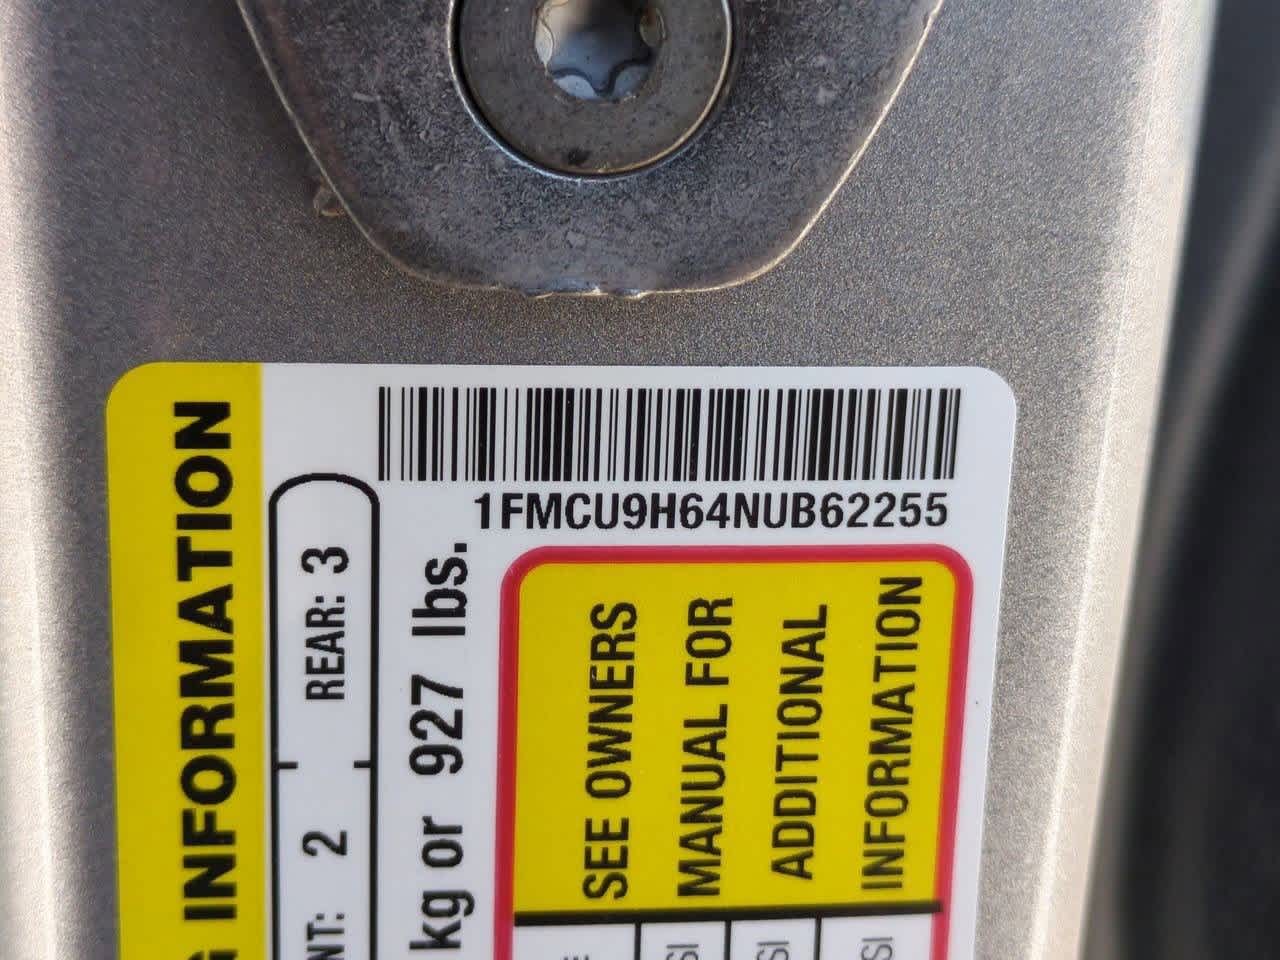 1FMCU9H64NUB62255
INFORMATION
REAR: 3
2
kg or 927 lbs.
SEE OWNERS
MANUAL FOR
ADDITIONAL
INFORMATION